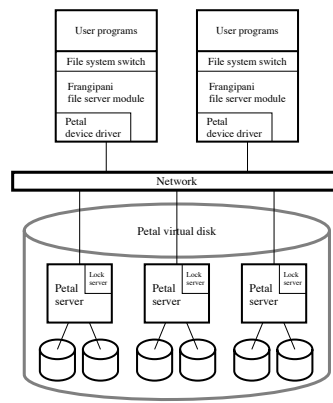 User programs
File system switch
Frangipani
file server module
Petal
device driver
User programs
File system switch
Frangipani
file server module
Petal
device driver
Network
Petal virtual disk
Petal
server
Lock
server
Petal
server
Lock
server
Petal
server
Lock
server